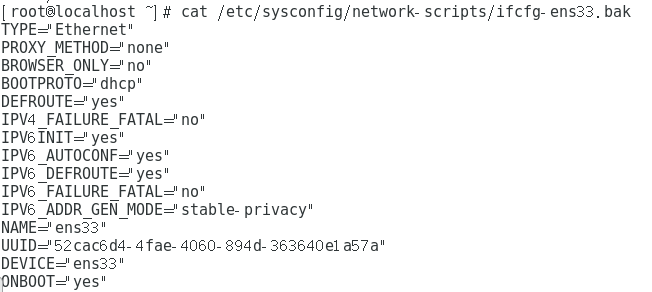 [root@localhost ~]# cat /etc/sysconfig/network-scripts/ifcfg-ens33.bak
TYPE="Ethernet"
PROXY_METHOD="none"
BROWSER_ONLY="no"
BOOTPROTO="dhcp"
DEFROUTE="yes"
IPV4_FAILURE_FATAL="no"
IPV6INIT="yes"
IPV6_AUTOCONF="yes"
IPV6_DEFROUTE="yes"
IPV6_FAILURE_FATAL="no"
IPV6_ADDR_GEN_MODE="stable-privacy"
NAME="ens33"
UUID="52cac6d4-4fae-4060-894d-363640e1a57a"
DEVICE="ens33"
ONBOOT="yes"